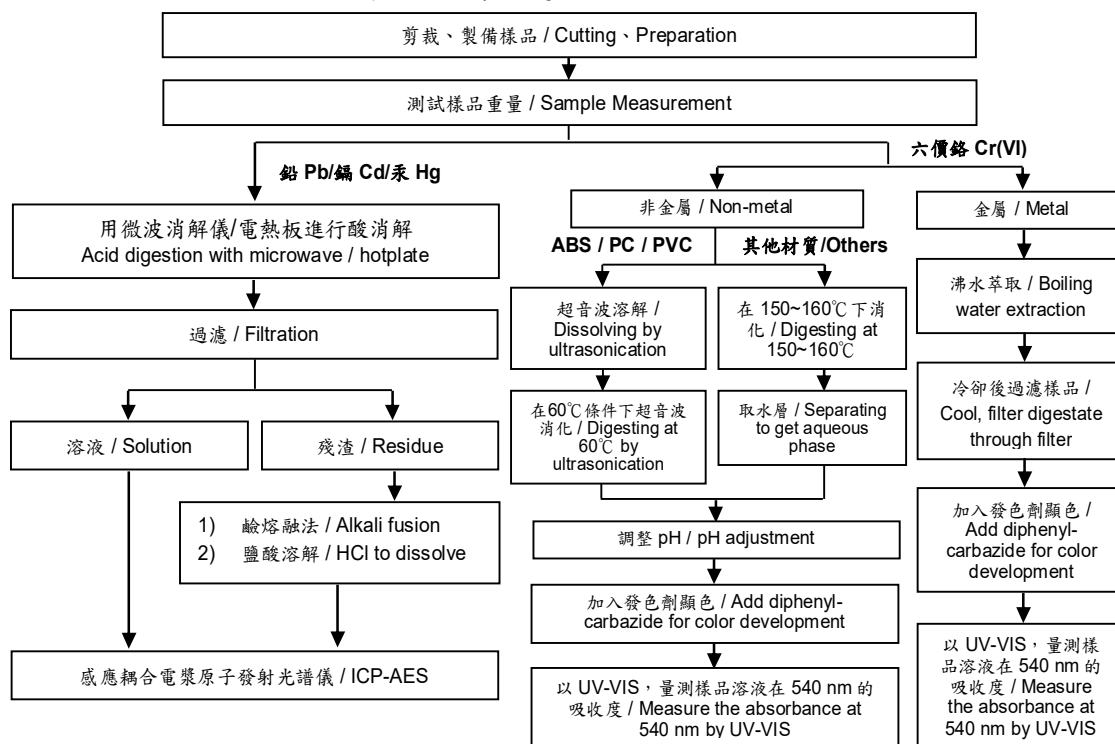 剪裁、製備樣品 / Cutting、Preparation
測試樣品重量 / Sample Measurement
鉛 Pb/鎘 Cd/汞 Hg
用微波消解儀/電熱板進行酸消解
Acid digestion with microwave / hotplate
過濾 / Filtration
溶液 / Solution
殘渣 / Residue
1) 鹼熔融法 / Alkali fusion
2) 鹽酸溶解 / HCl to dissolve
感應耦合電漿原子發射光譜儀 / ICP-AES
六價鉻 Cr(VI)
非金屬 / Non-metal
ABS / PC / PVC
超音波溶解 /
Dissolving by
ultrasonication
在60℃條件下超音波
消化 / Digesting at
60℃ by
ultrasonication
其他材質/Others
在 150~160℃下消
化 / Digesting at
150~160℃
取水層 / Separating
to get aqueous
phase
調整 pH / pH adjustment
加入發色劑顯色 / Add diphenyl-
carbazide for color development
以 UV-VIS，量測樣品溶液在 540 nm 的
吸收度 / Measure the absorbance at
540 nm by UV-VIS
金屬 / Metal
沸水萃取 / Boiling
water extraction
冷卻後過濾樣品 /
Cool, filter digestate
through filter
加入發色劑顯色 /
Add diphenyl-
carbazide for color
development
以 UV-VIS，量測樣
品溶液在 540 nm 的
吸收度 / Measure
the absorbance at
540 nm by UV-VIS